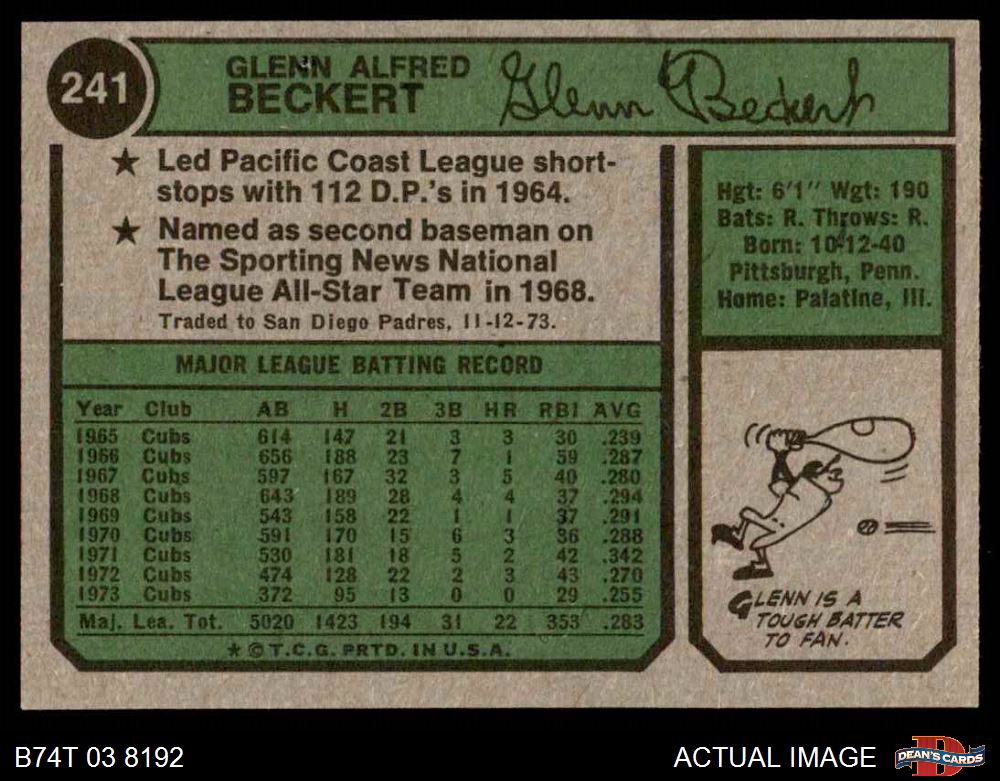 241
GLENN ALFRED
BECKERT
Glenn Beckert
★ Led Pacific Coast League short-
stops with 112 D.P.'s in 1964.
★ Named as second baseman on
The Sporting News National
League All-Star Team in 1968.
Traded to San Diego Padres, 11-12-73.
Hgt: 6'1" Wgt: 190
Bats: R. Throws: R.
Born: 10-12-40
Pittsburgh, Penn.
Home: Palatine, Ill.
MAJOR LEAGUE BATTING RECORD
Year Club AB H 2B 3B HR RBI AVG
1965 Cubs 614 147 21 3 3 30 .239
1966 Cubs 656 188 23 7 1 59 .287
1967 Cubs 597 167 32 3 5 40 .280
1968 Cubs 643 189 28 4 4 37 .294
1969 Cubs 543 158 22 1 1 37 .291
1970 Cubs 591 170 15 6 3 36 .288
1971 Cubs 530 181 18 5 2 42 .342
1972 Cubs 474 128 22 2 3 43 .270
1973 Cubs 372 95 13 0 0 29 .255
Maj. Lea. Tot. 5020 1423 194 31 22 353 .283
★ © T.C.G. PRTD. IN U.S.A.
GLENN IS A
TOUGH BATTER
TO FAN.
B74T 03 8192
ACTUAL IMAGE
D
DEAN'S CARDS